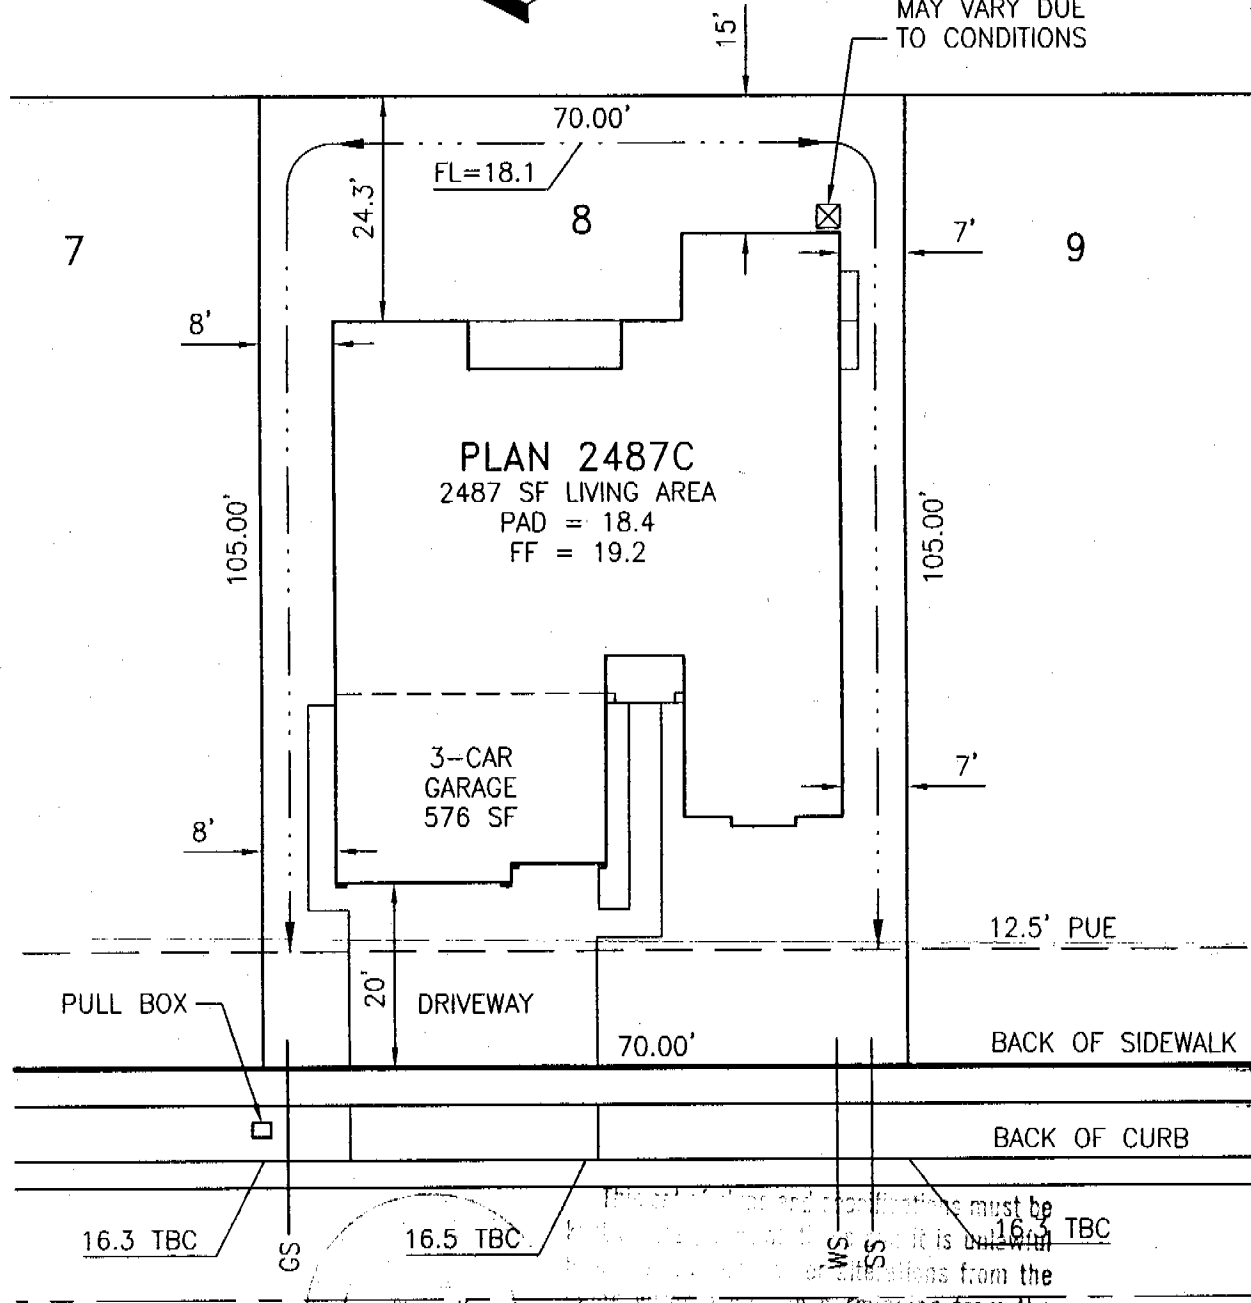 MAY VARY DUE
TO CONDITIONS
15'
70.00'
FL=18.1
24.3'
8
7
9
7'
8'
PLAN 2487C
2487 SF LIVING AREA
PAD = 18.4
FF = 19.2
105.00'
105.00'
3-CAR
GARAGE
576 SF
7'
8'
12.5' PUE
20'
PULL BOX
DRIVEWAY
70.00'
BACK OF SIDEWALK
BACK OF CURB
16.3 TBC
GS
16.5 TBC
WS
SS
16.3 TBC
and specifications must be
it is unlawful
or alterations from the
from the